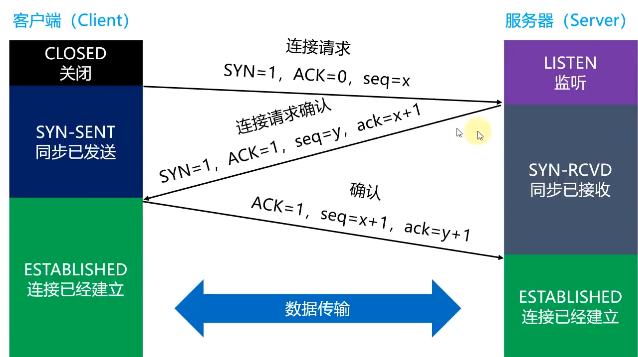 客户端（Client）
服务器（Server）
CLOSED
关闭
连接请求
SYN=1，ACK=0，seq=x
LISTEN
监听
SYN-SENT
同步已发送
连接请求确认
SYN=1，ACK=1，seq=y，ack=x+1
SYN-RCVD
同步已接收
确认
ACK=1，seq=x+1，ack=y+1
ESTABLISHED
连接已经建立
数据传输
ESTABLISHED
连接已经建立